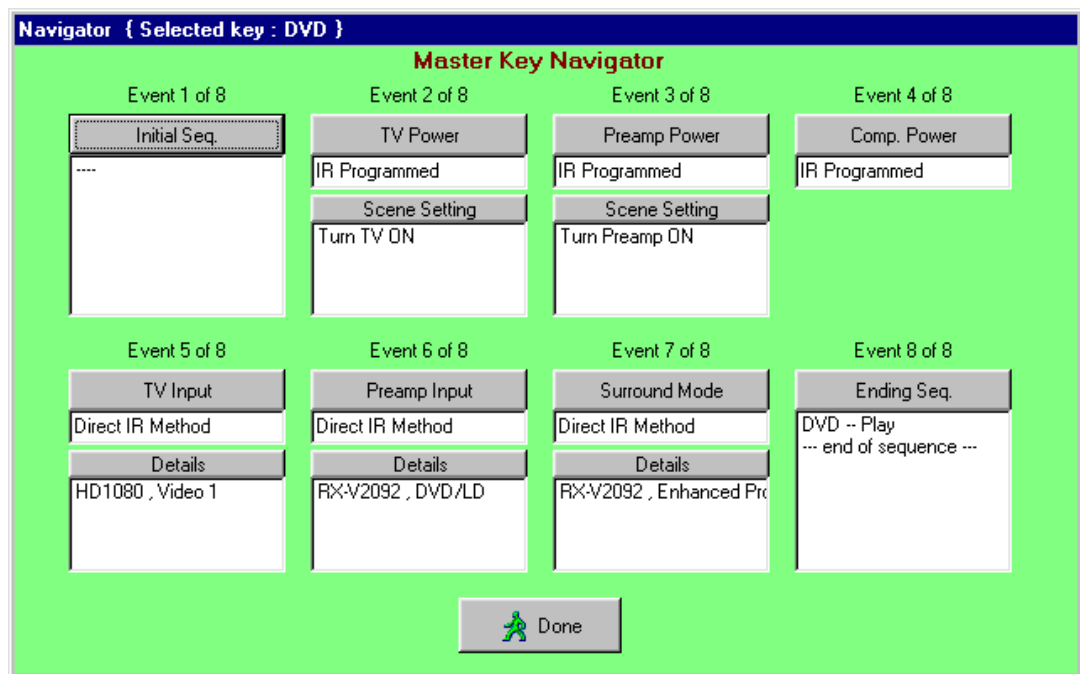 Navigator { Selected key : DVD }
Master Key Navigator
Event 1 of 8
Initial Seq.
----
Event 2 of 8
TV Power
IR Programmed
Scene Setting
Turn TV ON
Event 3 of 8
Preamp Power
IR Programmed
Scene Setting
Turn Preamp ON
Event 4 of 8
Comp. Power
IR Programmed
Event 5 of 8
TV Input
Direct IR Method
Details
HD1080 , Video 1
Event 6 of 8
Preamp Input
Direct IR Method
Details
RX-V2092 , DVD/LD
Event 7 of 8
Surround Mode
Direct IR Method
Details
RX-V2092 , Enhanced Pro
Event 8 of 8
Ending Seq.
DVD -- Play
--- end of sequence ---
Done